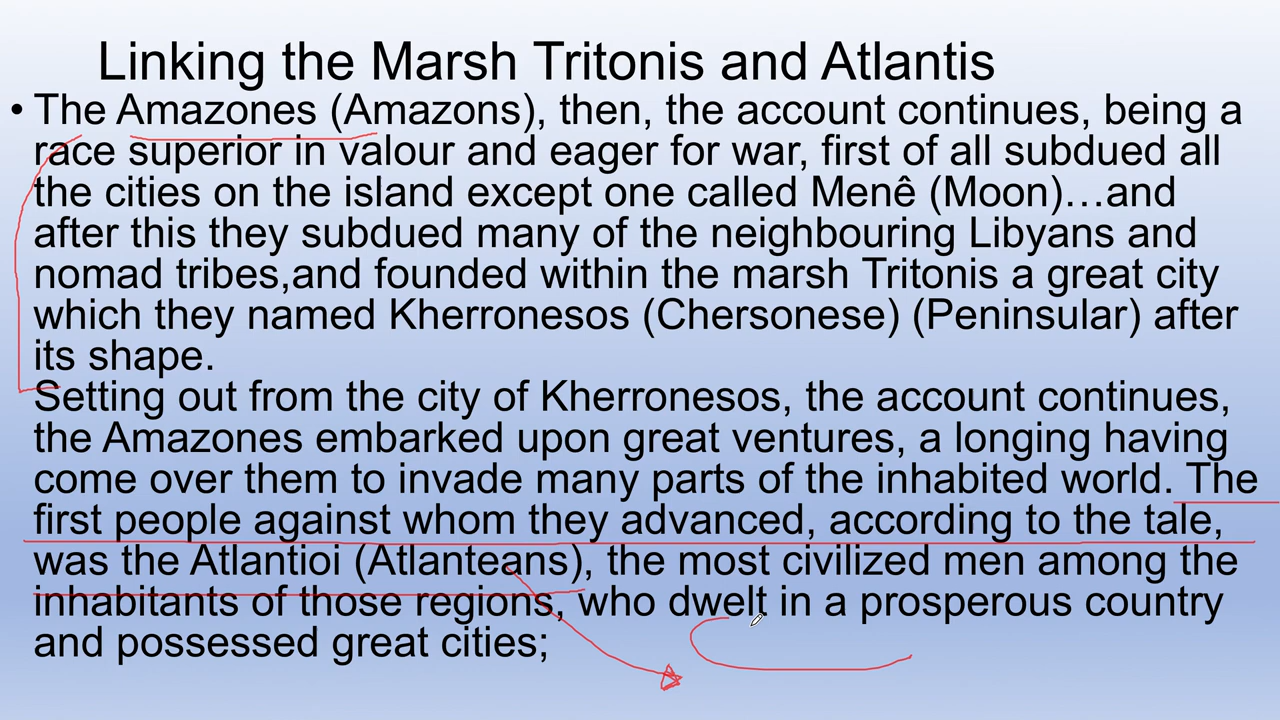 Linking the Marsh Tritonis and Atlantis
• The Amazones (Amazons), then, the account continues, being a
race superior in valour and eager for war, first of all subdued all
the cities on the island except one called Menê (Moon)…and
after this they subdued many of the neighbouring Libyans and
nomad tribes,and founded within the marsh Tritonis a great city
which they named Kherronesos (Chersonese) (Peninsular) after
its shape.
Setting out from the city of Kherronesos, the account continues,
the Amazones embarked upon great ventures, a longing having
come over them to invade many parts of the inhabited world. The
first people against whom they advanced, according to the tale,
was the Atlantioi (Atlanteans), the most civilized men among the
inhabitants of those regions, who dwelt in a prosperous country
and possessed great cities;